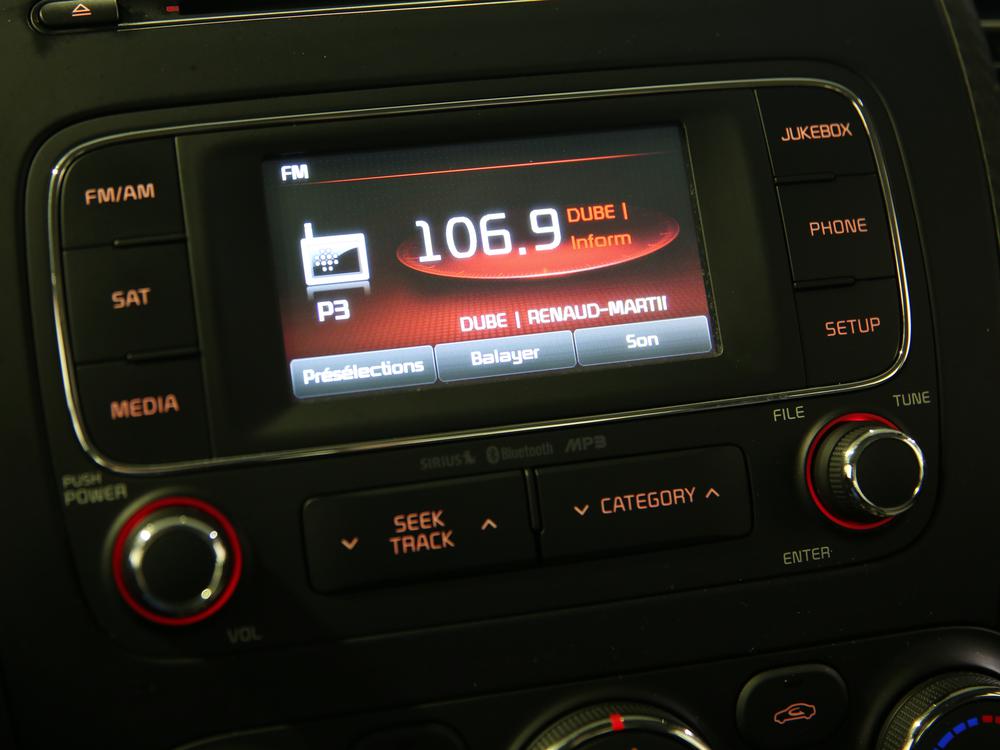 FM/AM
SAT
MEDIA
FM
106.9
DUBE |
Inform
P3
DUBE | RENAUD-MARTII
Présélections
Balayer
Son
JUKEBOX
PHONE
SETUP
PUSH
POWER
VOL
SIRIUS
Bluetooth
MP3
SEEK
TRACK
CATEGORY
FILE
TUNE
ENTER